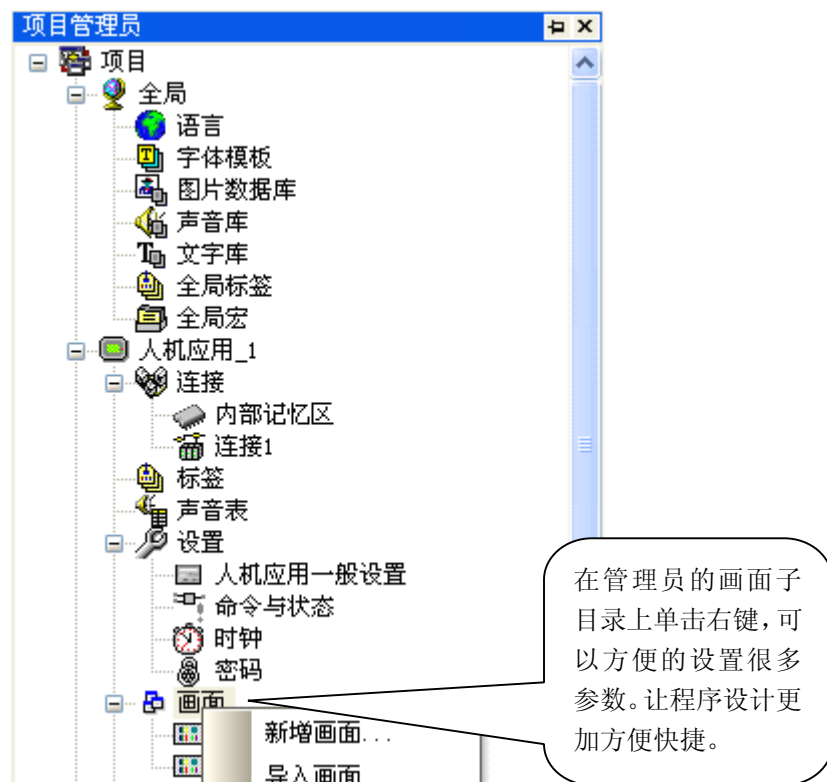 项目管理员
项目
全局
语言
字体模板
图片数据库
声音库
文字库
全局标签
全局宏
人机应用_1
连接
内部记忆区
连接1
标签
声音表
设置
人机应用一般设置
命令与状态
时钟
密码
画面
新增画面...
导入画面
在管理员的画面子
目录上单击右键，可
以方便的设置很多
参数。让程序设计更
加方便快捷。